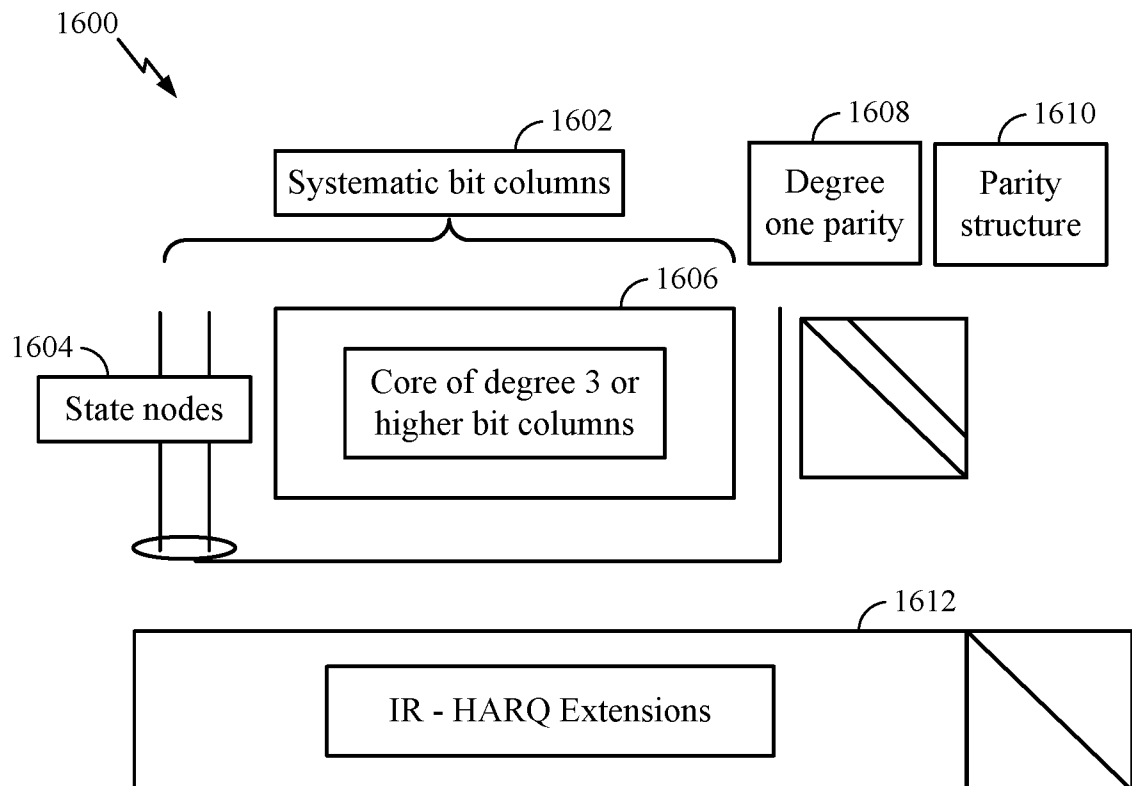 1600
1602
Systematic bit columns
1608
Degree
one parity
1610
Parity
structure
1604
State nodes
1606
Core of degree 3 or
higher bit columns
1612
IR - HARQ Extensions